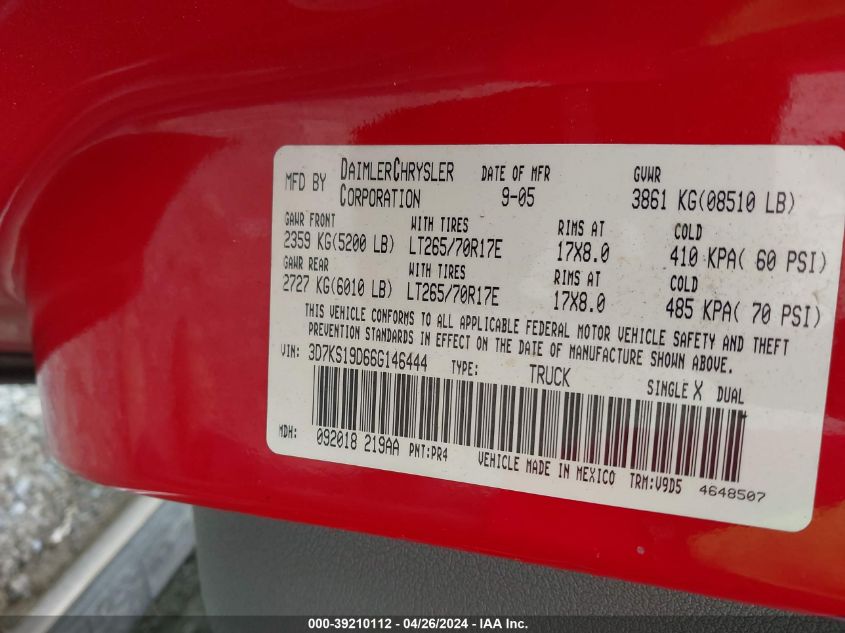 MFD BY DAIMLERCHRYSLER CORPORATION DATE OF MFR 9-05 GVWR 3861 KG(08510 LB)
GAWR FRONT WITH TIRES RIMS AT COLD
2359 KG(5200 LB) LT265/70R17E 17X8.0 410 KPA( 60 PSI)
GAWR REAR WITH TIRES RIMS AT COLD
2727 KG(6010 LB) LT265/70R17E 17X8.0 485 KPA( 70 PSI)
THIS VEHICLE CONFORMS TO ALL APPLICABLE FEDERAL MOTOR VEHICLE SAFETY AND THEFT
PREVENTION STANDARDS IN EFFECT ON THE DATE OF MANUFACTURE SHOWN ABOVE.
VIN: 3D7KS19D66G146444 TYPE: TRUCK SINGLE X DUAL
MDH: 092018 219AA PNT:PR4 VEHICLE MADE IN MEXICO TRM:V9D5 4648507
000-39210112 - 04/26/2024 - IAA Inc.